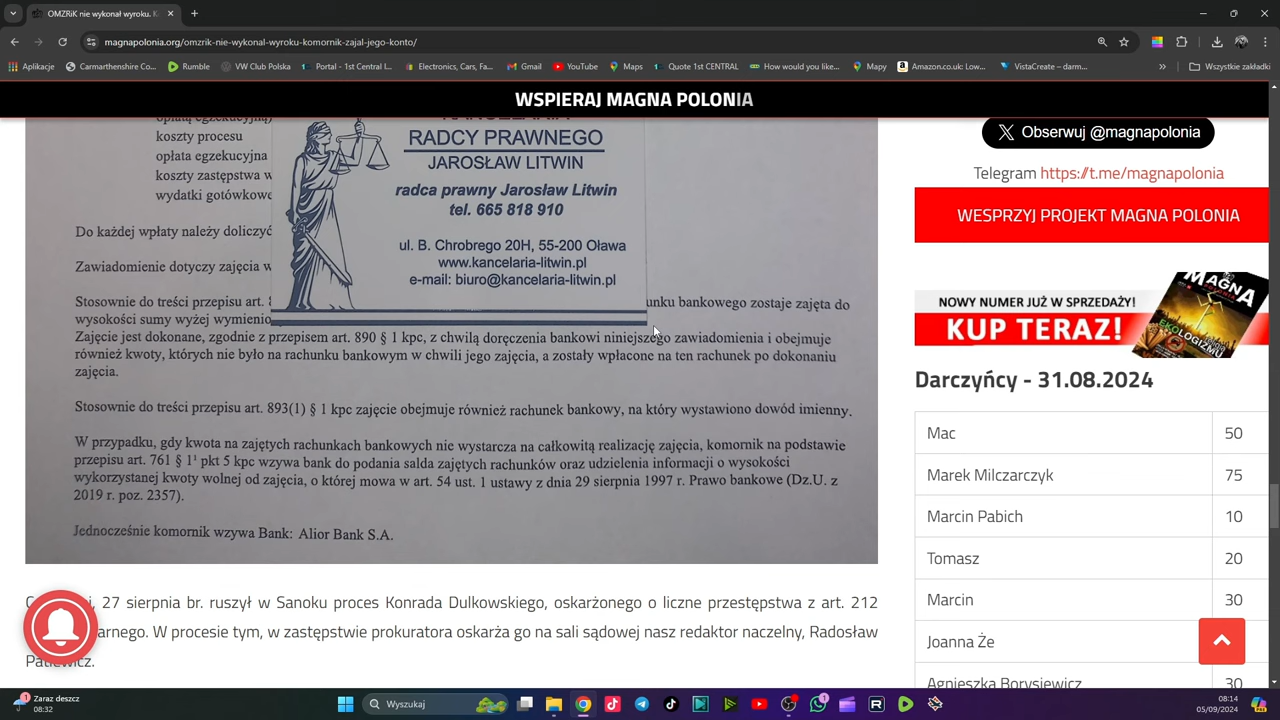 OMZRiK nie wykonał wyroku. K
magnapolonia.org/omzrik-nie-wykonal-wyroku-komornik-zajal-jego-konto/
Aplikacje
Carmarthenshire Co...
Rumble
VW Club Polska
Portal - 1st Central I...
Electronics, Cars, Fa...
Gmail
YouTube
Maps
Quote 1st CENTRAL
How would you like...
Mapy
Amazon.co.uk: Low...
VistaCreate – darm...
Wszystkie zakładki
WSPIERAJ MAGNA POLONIA
koszty procesu
opłata egzekucyjna
koszty zastępstwa w
wydatki gotówkowe
RADCY PRAWNEGO
JAROSŁAW LITWIN
radca prawny Jarosław Litwin
tel. 665 818 910
ul. B. Chrobrego 20H, 55-200 Oława
www.kancelaria-litwin.pl
e-mail: biuro@kancelaria-litwin.pl
Do każdej wpłaty należy doliczyć
Zawiadomienie dotyczy zajęcia w
Stosownie do treści przepisu art. unku bankowego zostaje zajęta do
wysokości sumy wyżej wymienio
Zajęcie jest dokonane, zgodnie z przepisem art. 890 § 1 kpc, z chwilą doręczenia bankowi niniejszego zawiadomienia i obejmuje
również kwoty, których nie było na rachunku bankowym w chwili jego zajęcia, a zostały wpłacone na ten rachunek po dokonaniu
zajęcia.
Stosownie do treści przepisu art. 893(1) § 1 kpc zajęcie obejmuje również rachunek bankowy, na który wystawiono dowód imienny.
W przypadku, gdy kwota na zajętych rachunkach bankowych nie wystarcza na całkowitą realizację zajęcia, komornik na podstawie
przepisu art. 761 § 1¹ pkt 5 kpc wzywa bank do podania salda zajętych rachunków oraz udzielenia informacji o wysokości
wykorzystanej kwoty wolnej od zajęcia, o której mowa w art. 54 ust. 1 ustawy z dnia 29 sierpnia 1997 r. Prawo bankowe (Dz.U. z
2019 r. poz. 2357).
Jednocześnie komornik wzywa Bank: Alior Bank S.A.
27 sierpnia br. ruszył w Sanoku proces Konrada Dulkowskiego, oskarżonego o liczne przestępstwa z art. 212
arnego. W procesie tym, w zastępstwie prokuratora oskarża go na sali sądowej nasz redaktor naczelny, Radosław
Patlewicz.
Obserwuj @magnapolonia
Telegram https://t.me/magnapolonia
WESPRZYJ PROJEKT MAGNA POLONIA
NOWY NUMER JUŻ W SPRZEDAŻY!
KUP TERAZ!
MAGNA
EKOLOGIZMU
Darczyńcy - 31.08.2024
Mac 50
Marek Milczarczyk 75
Marcin Pabich 10
Tomasz 20
Marcin 30
Joanna Że
Agnieszka Borysiewicz 30
Zaraz deszcz
08:32
Wyszukaj
08:14
05/09/2024